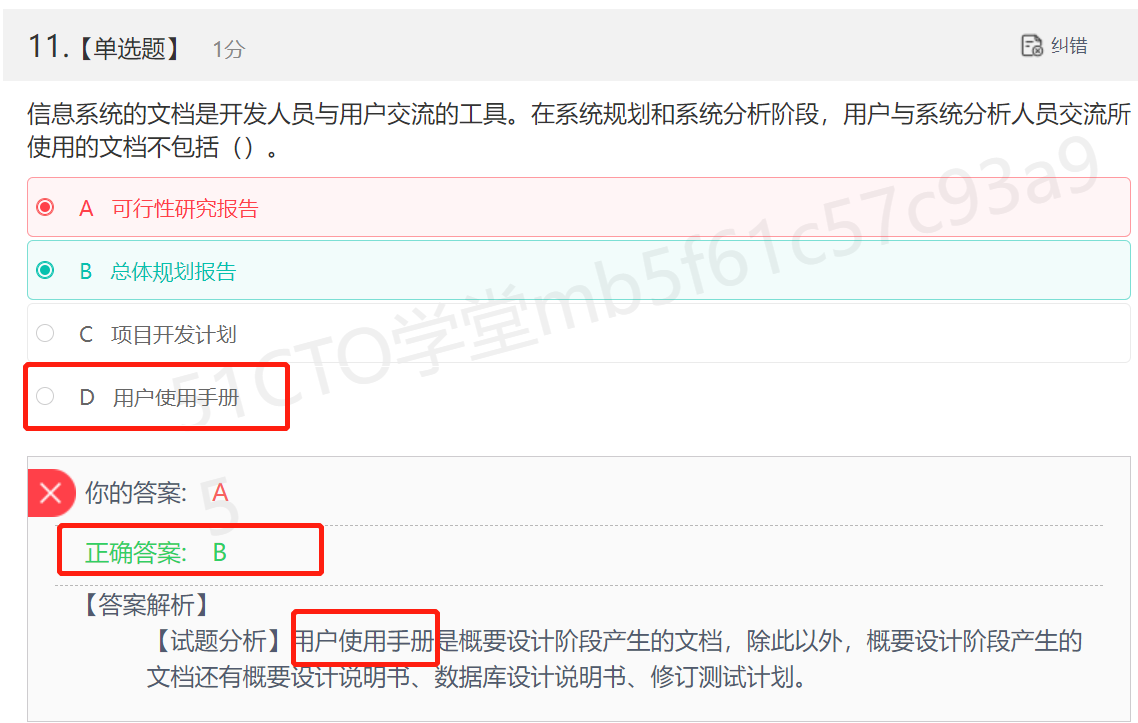 11.【单选题】 1分 纠错
信息系统的文档是开发人员与用户交流的工具。在系统规划和系统分析阶段，用户与系统分析人员交流所
使用的文档不包括（）。
A 可行性研究报告
B 总体规划报告
C 项目开发计划
D 用户使用手册
51CTO学堂mb5f61c57c93a9
你的答案: A
5
正确答案: B
【答案解析】
【试题分析】用户使用手册是概要设计阶段产生的文档，除此以外，概要设计阶段产生的
文档还有概要设计说明书、数据库设计说明书、修订测试计划。